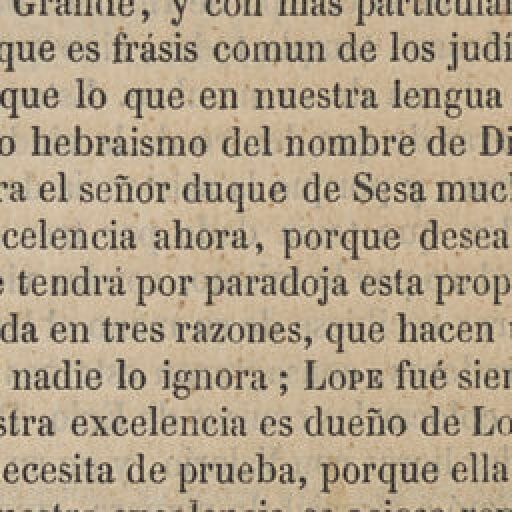 Grande, y con mas particular
que es frásis comun de los judí
que lo que en nuestra lengua
o hebraismo del nombre de Di
ra el señor duque de Sesa much
celencia ahora, porque desea
e tendrá por paradoja esta prop
da en tres razones, que hacen
nadie lo ignora ; LOPE fué sien
stra excelencia es dueño de Lo
ecesita de prueba, porque ella